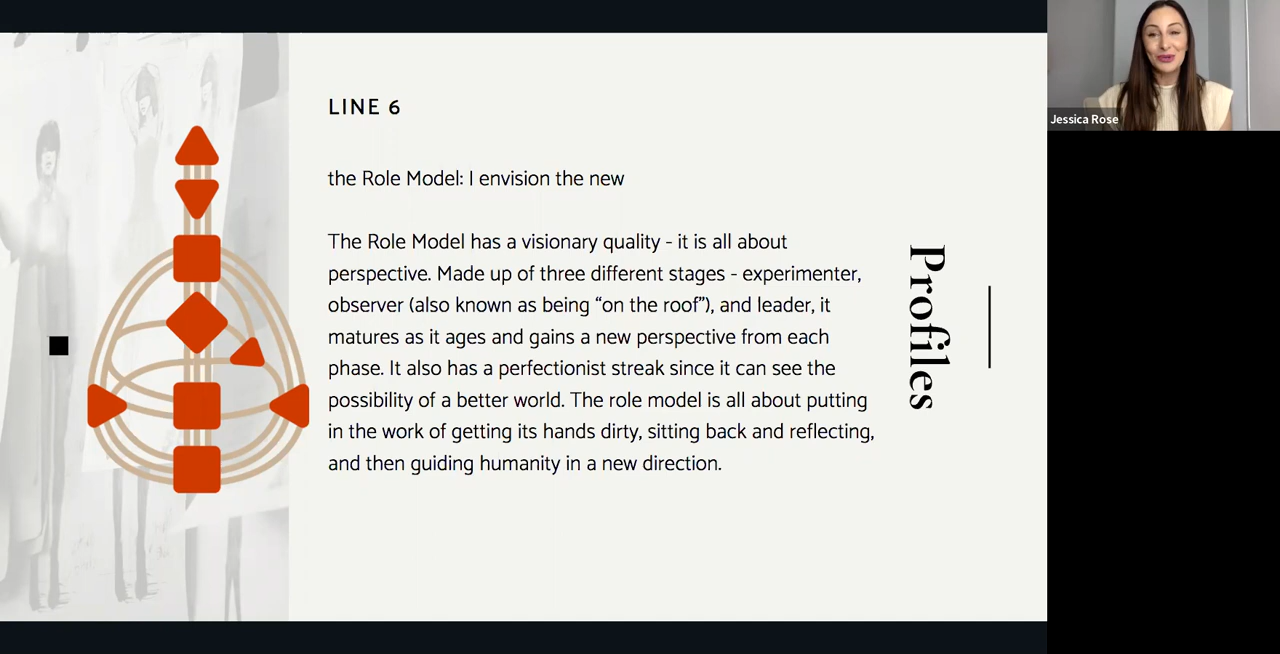 LINE 6
the Role Model: I envision the new
The Role Model has a visionary quality - it is all about
perspective. Made up of three different stages - experimenter,
observer (also known as being “on the roof”), and leader, it
matures as it ages and gains a new perspective from each
phase. It also has a perfectionist streak since it can see the
possibility of a better world. The role model is all about putting
in the work of getting its hands dirty, sitting back and reflecting,
and then guiding humanity in a new direction.
Profiles
Jessica Rose